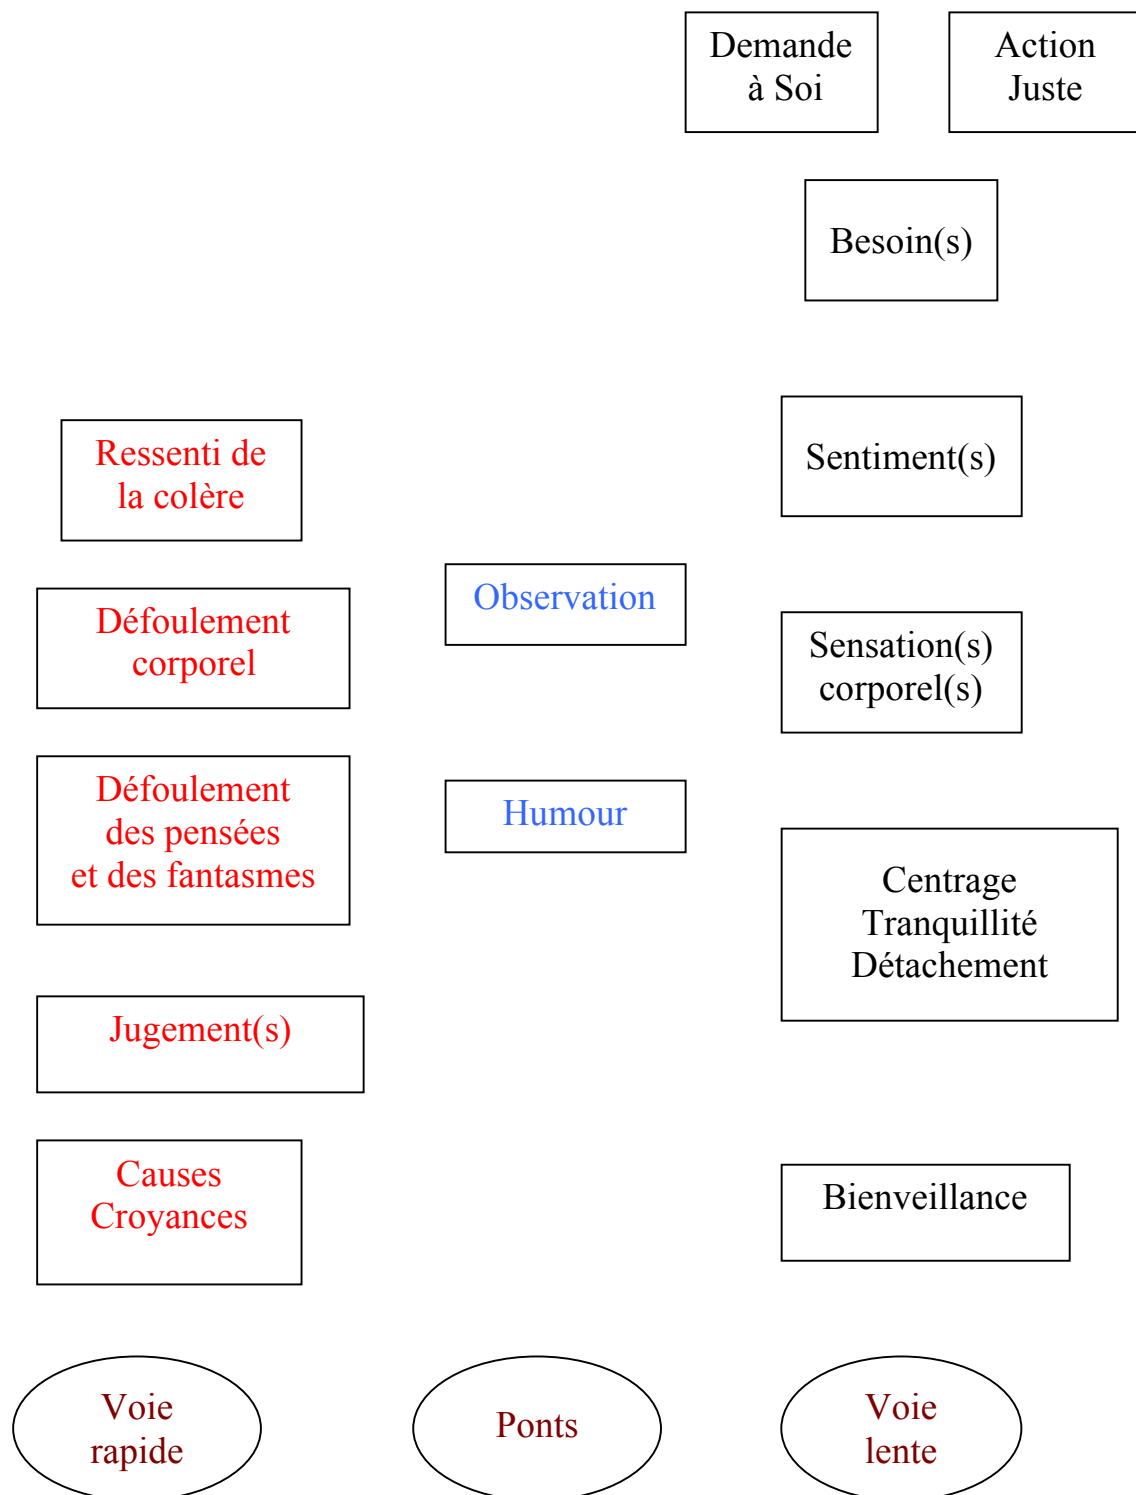 Demande
à Soi
Action
Juste
Besoin(s)
Ressenti de
la colère
Sentiment(s)
Observation
Défoulement
corporel
Sensation(s)
corporel(s)
Défoulement
des pensées
et des fantasmes
Humour
Centrage
Tranquillité
Détachement
Jugement(s)
Causes
Croyances
Bienveillance
Voie
rapide
Ponts
Voie
lente